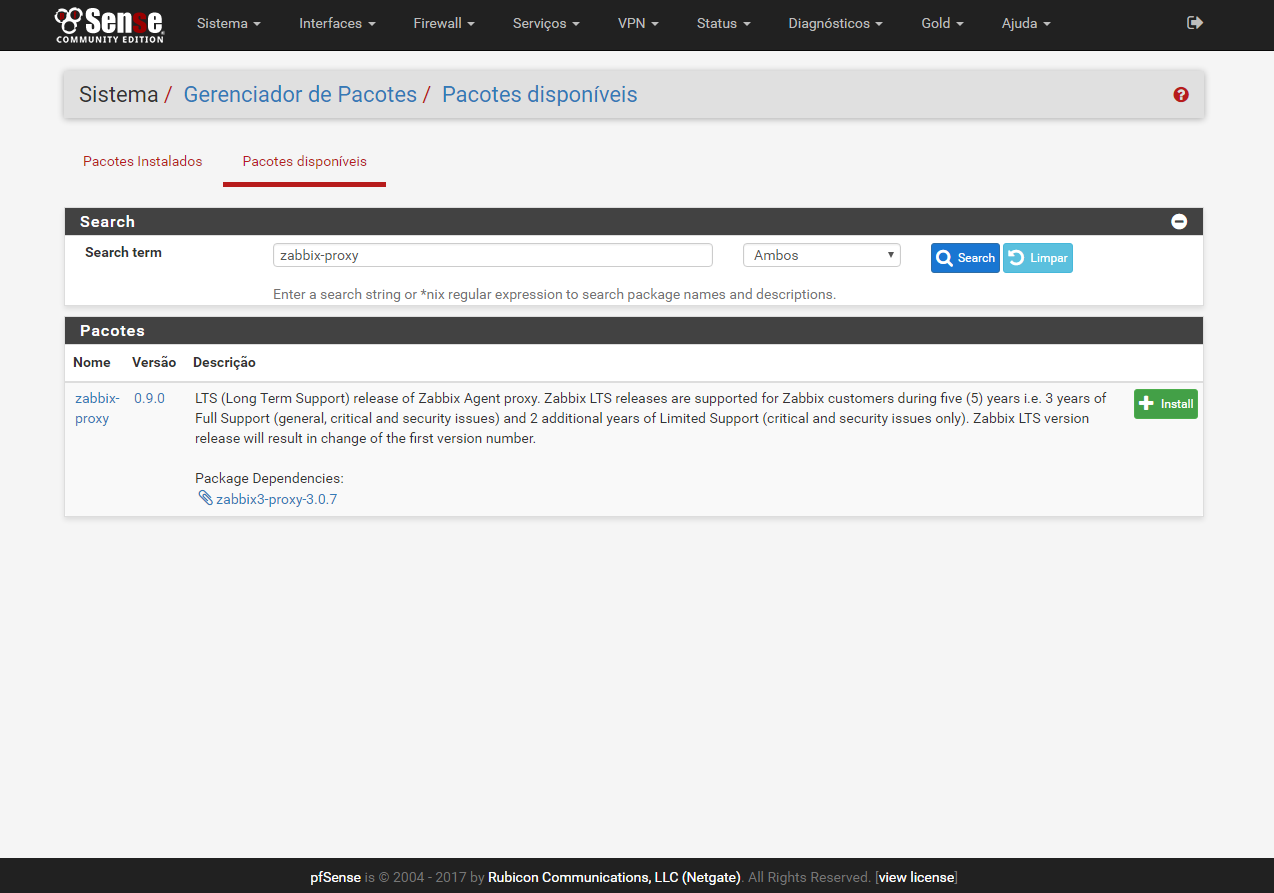 Sense
COMMUNITY EDITION
Sistema Interfaces Firewall Serviços VPN Status Diagnósticos Gold Ajuda
Sistema / Gerenciador de Pacotes / Pacotes disponíveis
Pacotes Instalados Pacotes disponíveis
Search
Search term zabbix-proxy Ambos Search Limpar
Enter a search string or *nix regular expression to search package names and descriptions.
Pacotes
Nome Versão Descrição
zabbix-proxy 0.9.0 LTS (Long Term Support) release of Zabbix Agent proxy. Zabbix LTS releases are supported for Zabbix customers during five (5) years i.e. 3 years of Install
Full Support (general, critical and security issues) and 2 additional years of Limited Support (critical and security issues only). Zabbix LTS version
release will result in change of the first version number.
Package Dependencies:
zabbix3-proxy-3.0.7
pfSense is © 2004 - 2017 by Rubicon Communications, LLC (Netgate). All Rights Reserved. [view license]